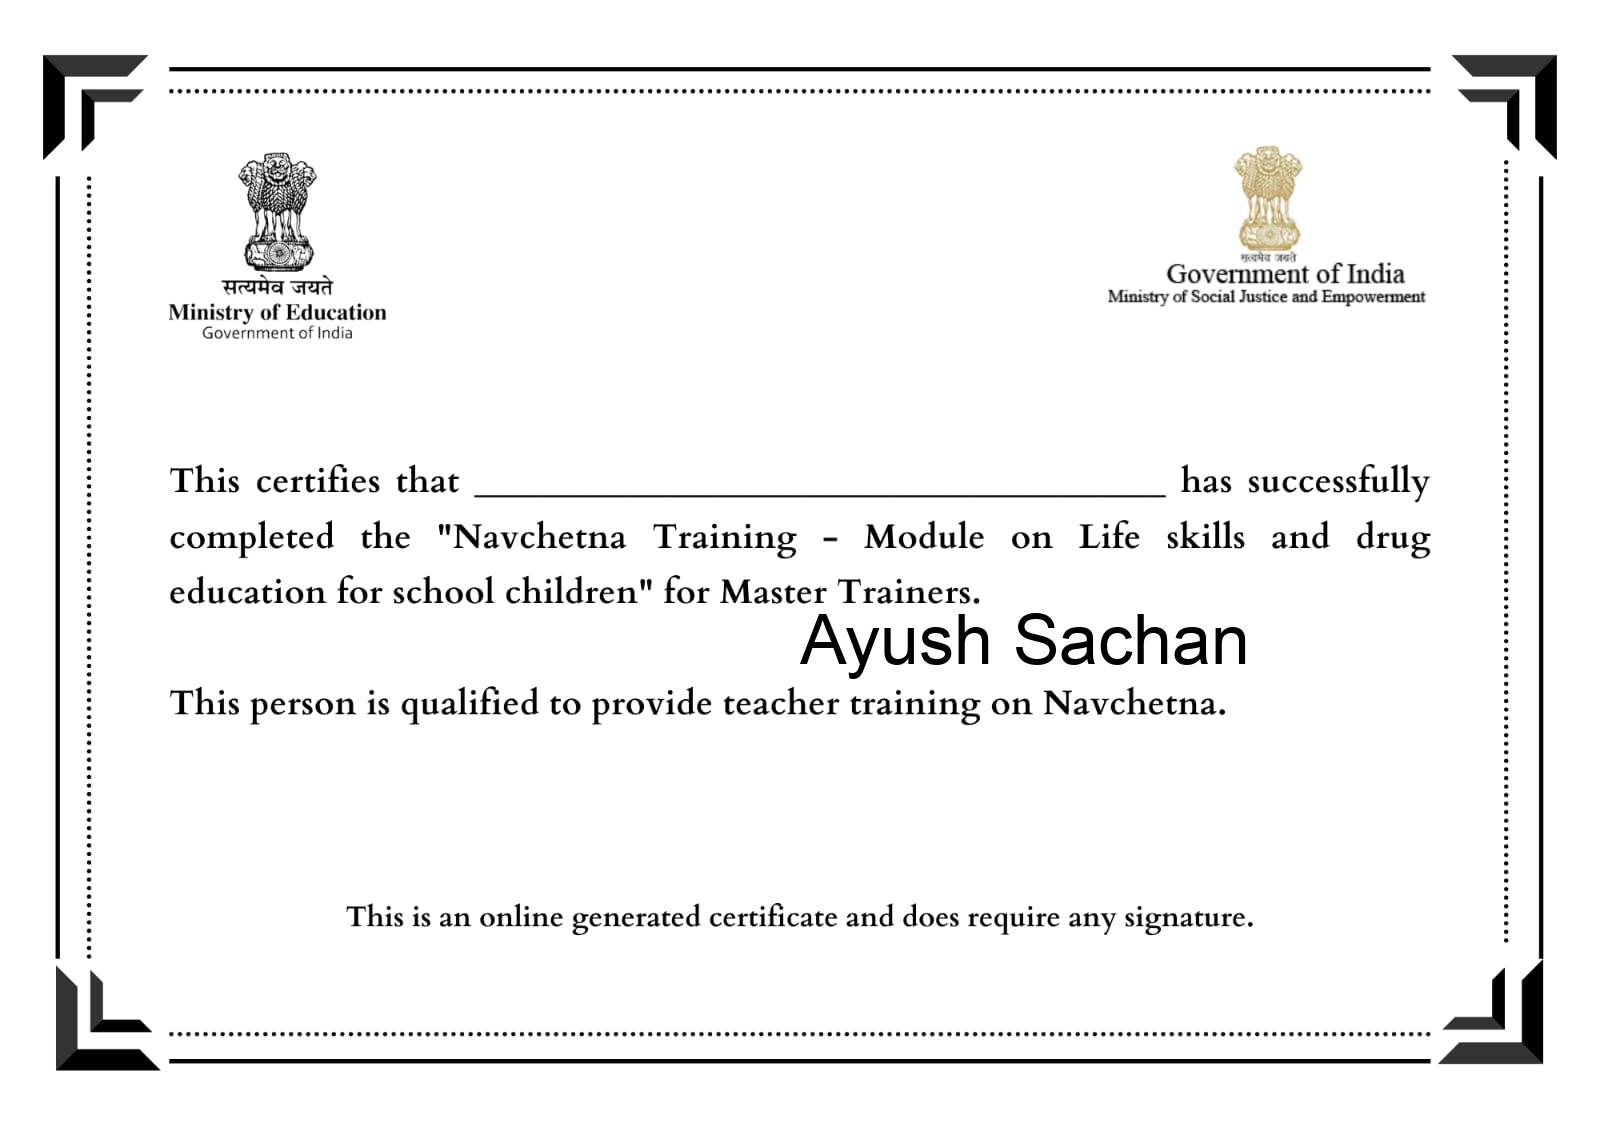 सत्यमेव जयते
Ministry of Education
Government of India
सत्यमेव जयते
Government of India
Ministry of Social Justice and Empowerment
This certifies that ______________________________________ has successfully
completed the "Navchetna Training - Module on Life skills and drug
education for school children" for Master Trainers.
Ayush Sachan
This person is qualified to provide teacher training on Navchetna.
This is an online generated certificate and does require any signature.